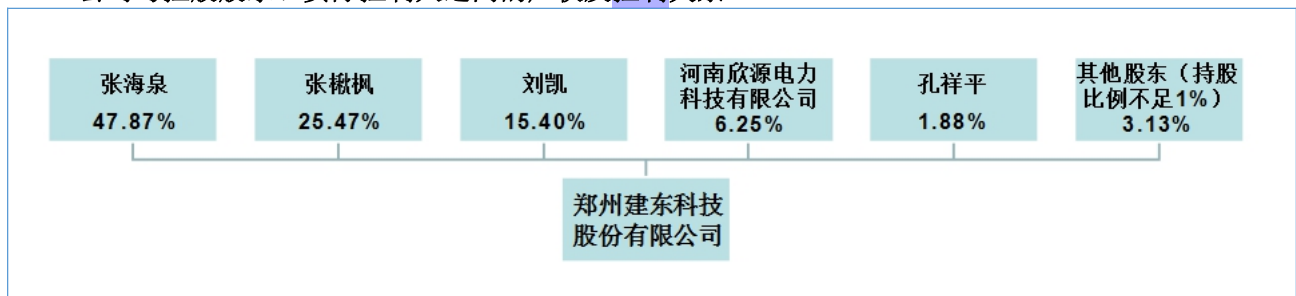 张海泉
47.87%
张楸枫
25.47%
刘凯
15.40%
河南欣源电力
科技有限公司
6.25%
孔祥平
1.88%
其他股东（持股
比例不足1%）
3.13%
郑州建东科技
股份有限公司